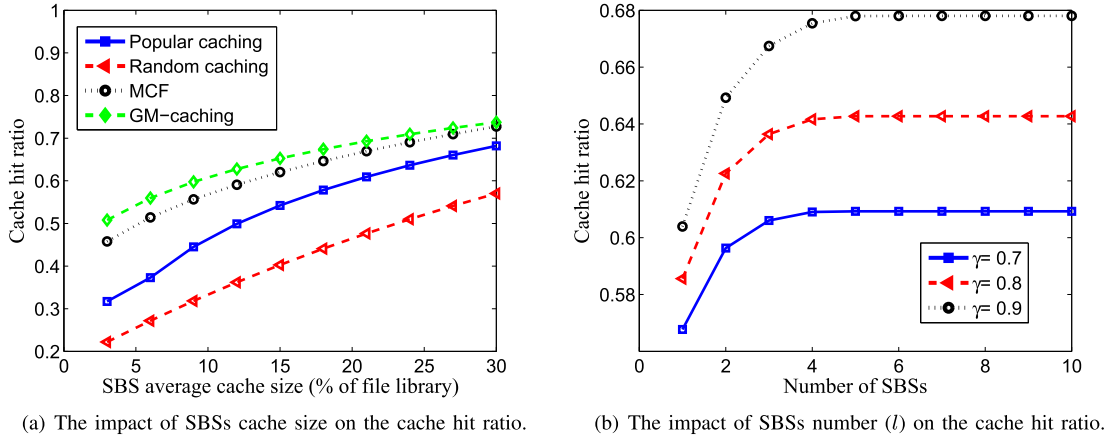 1
0.9
0.8
0.7
0.6
0.5
0.4
0.3
0.2
0 5 10 15 20 25 30
Cache hit ratio
SBS average cache size (% of file library)
Popular caching
Random caching
MCF
GM−caching
(a) The impact of SBSs cache size on the cache hit ratio.
0.68
0.66
0.64
0.62
0.6
0.58
0 2 4 6 8 10
Cache hit ratio
Number of SBSs
γ= 0.7
γ= 0.8
γ= 0.9
(b) The impact of SBSs number (l) on the cache hit ratio.